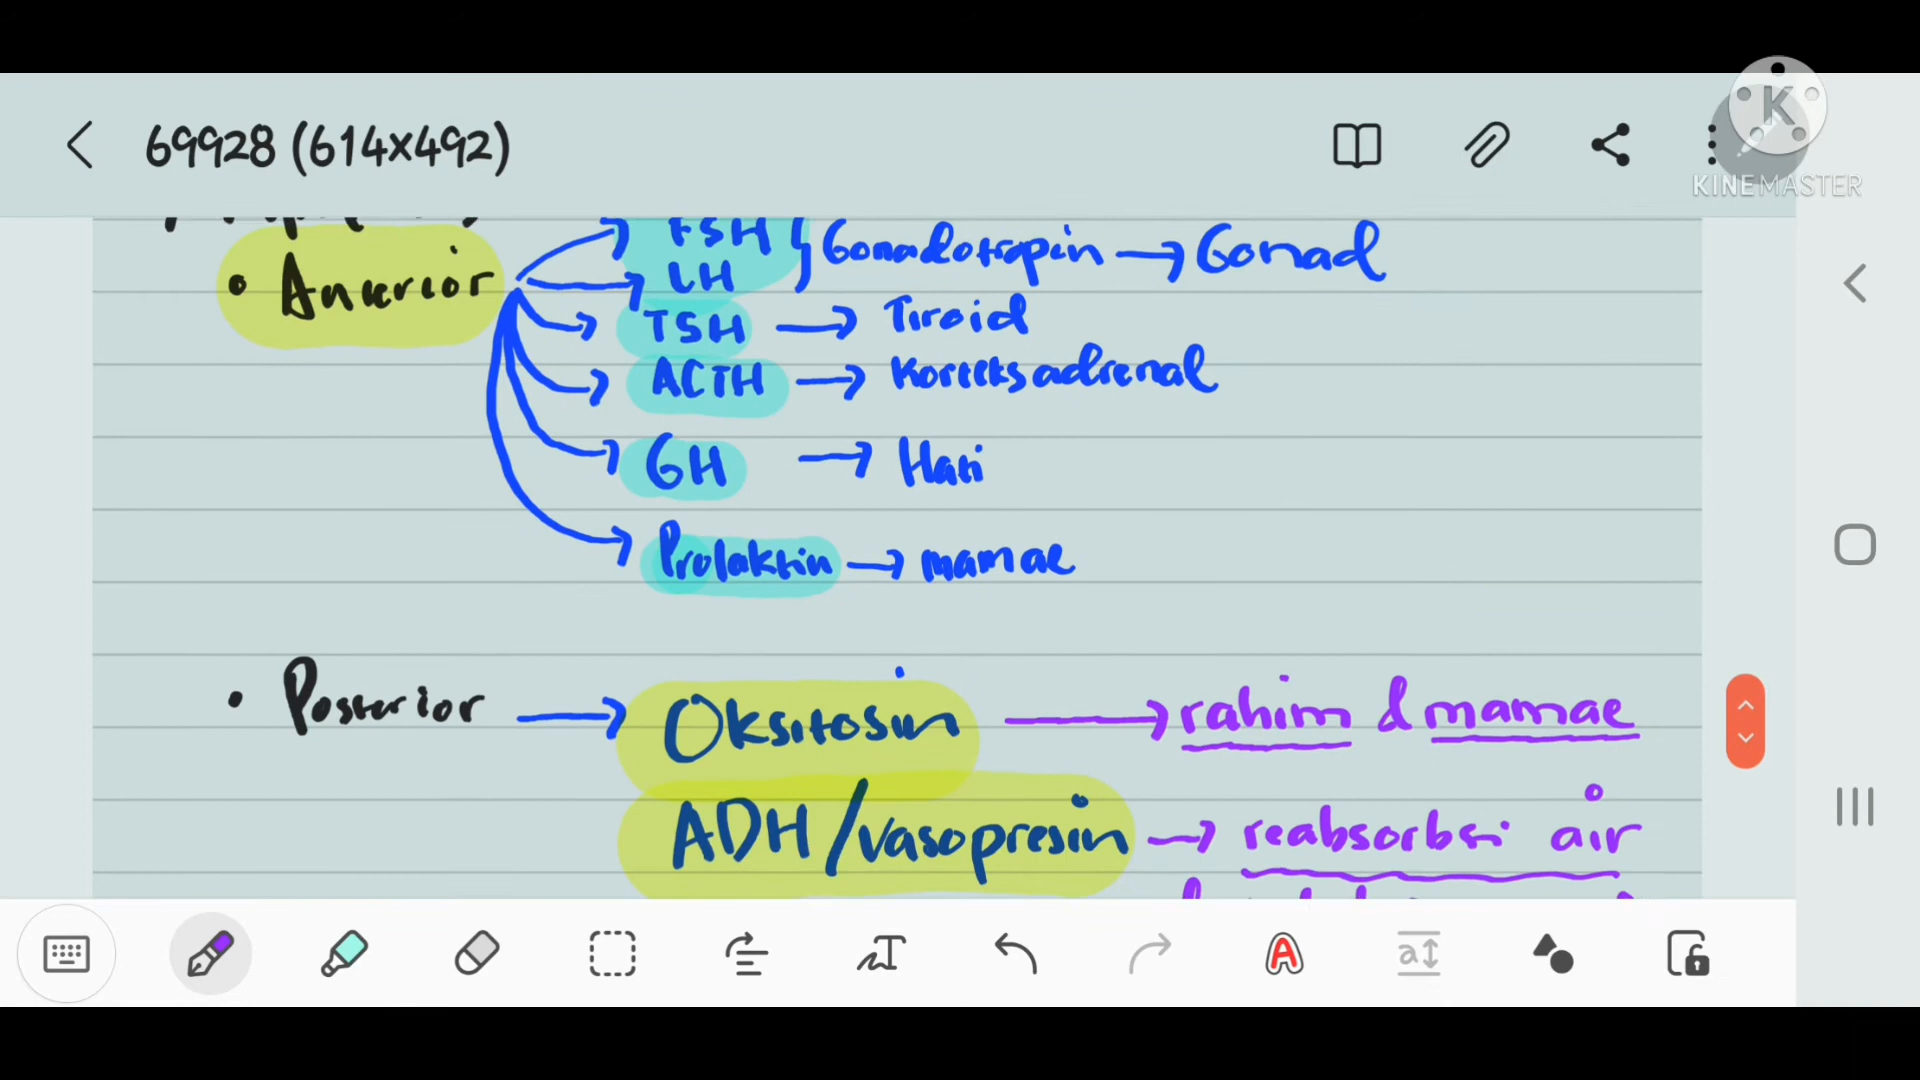 69928 (614x492)
KINEMASTER
FSH } Gonadotropin → Gonad
• Anterior LH
TSH → Tiroid
ACTH → Korteks adrenal
GH → Hati
Prolaktin → mamae
• Posterior → Oksitosin → rahim & mamae
ADH/vasopresin → reabsorbsi air